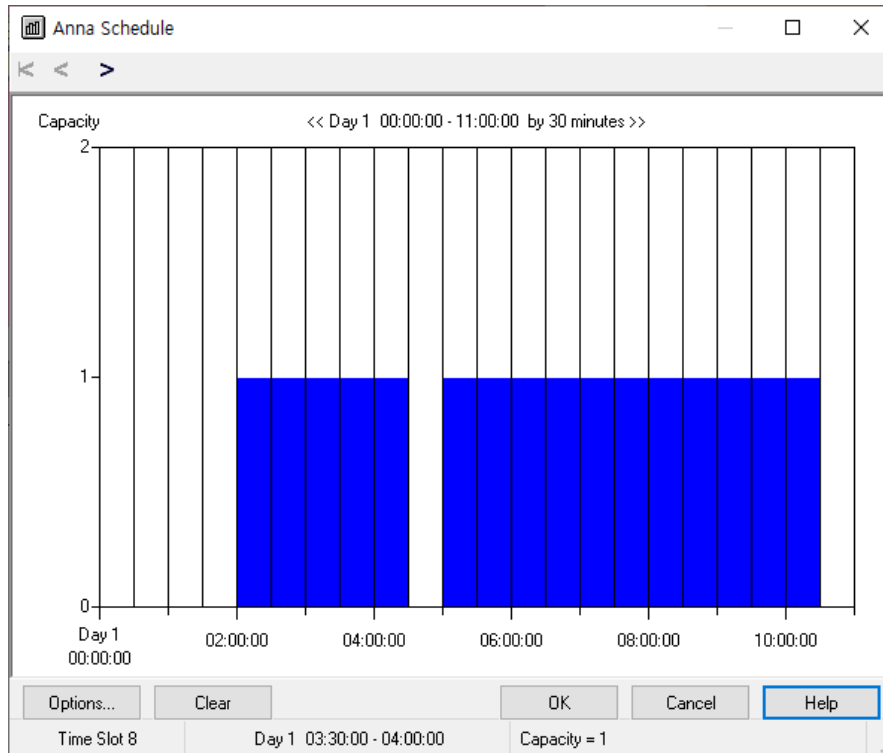 Anna Schedule
Capacity << Day 1 00:00:00 - 11:00:00 by 30 minutes >>
2
1
0
Day 1
00:00:00 02:00:00 04:00:00 06:00:00 08:00:00 10:00:00
Options... Clear OK Cancel Help
Time Slot 8 Day 1 03:30:00 - 04:00:00 Capacity = 1